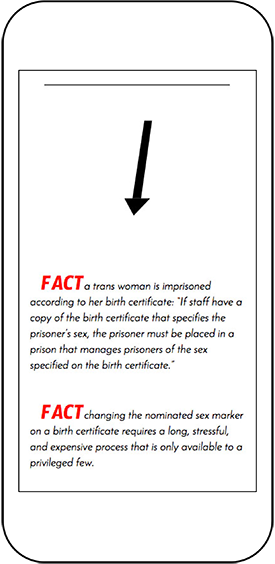 FACT a trans woman is imprisoned
according to her birth certificate: "If staff have a
copy of the birth certificate that specifies the
prisoner's sex, the prisoner must be placed in a
prison that manages prisoners of the sex
specified on the birth certificate."
FACT changing the nominated sex marker
on a birth certificate requires a long, stressful,
and expensive process that is only available to a
privileged few.